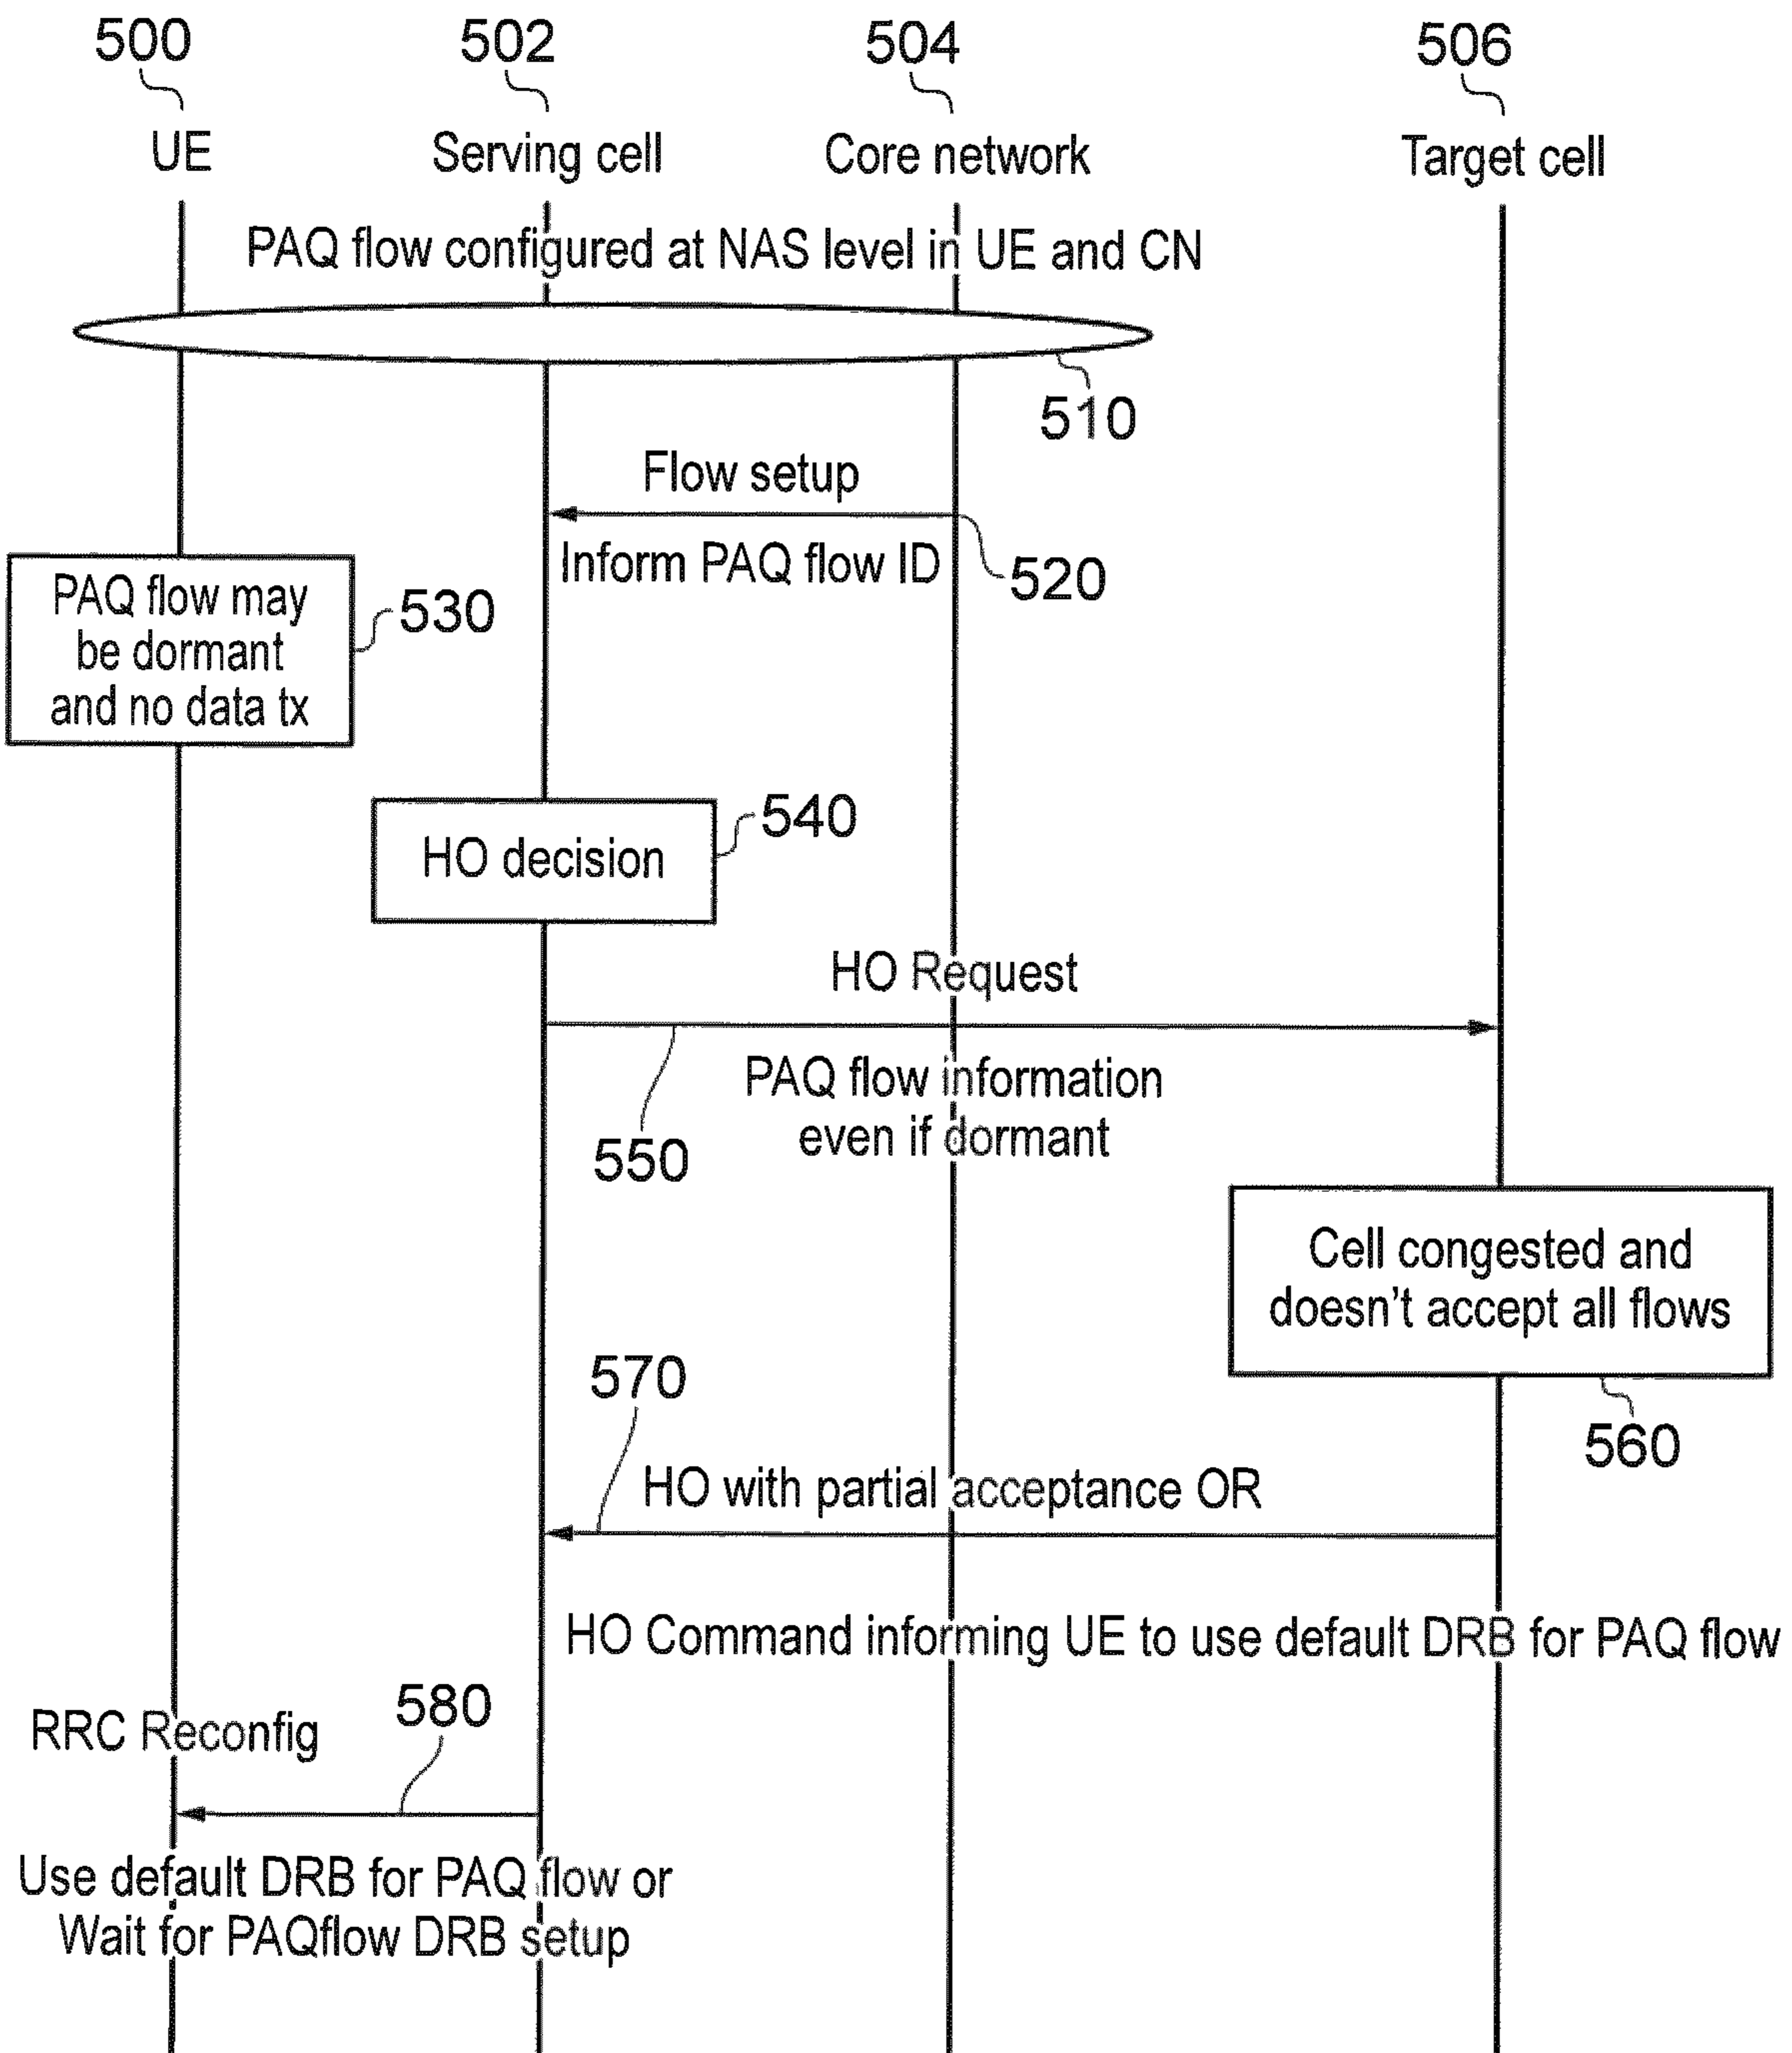 500
502
504
506
UE
Serving cell
Core network
Target cell
PAQ flow configured at NAS level in UE and CN
510
Flow setup
Inform PAQ flow ID
520
PAQ flow may
be dormant
and no data tx
530
540
HO decision
HO Request
PAQ flow information
even if dormant
550
Cell congested and
doesn't accept all flows
560
570
HO with partial acceptance OR
HO Command informing UE to use default DRB for PAQ flow
580
RRC Reconfig
Use default DRB for PAQ flow or
Wait for PAQflow DRB setup